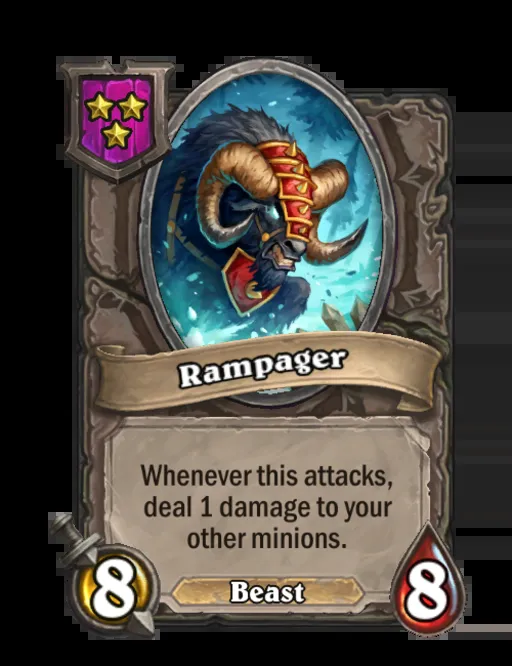 Rampager
Whenever this attacks,
deal 1 damage to your
other minions.
8
Beast
8